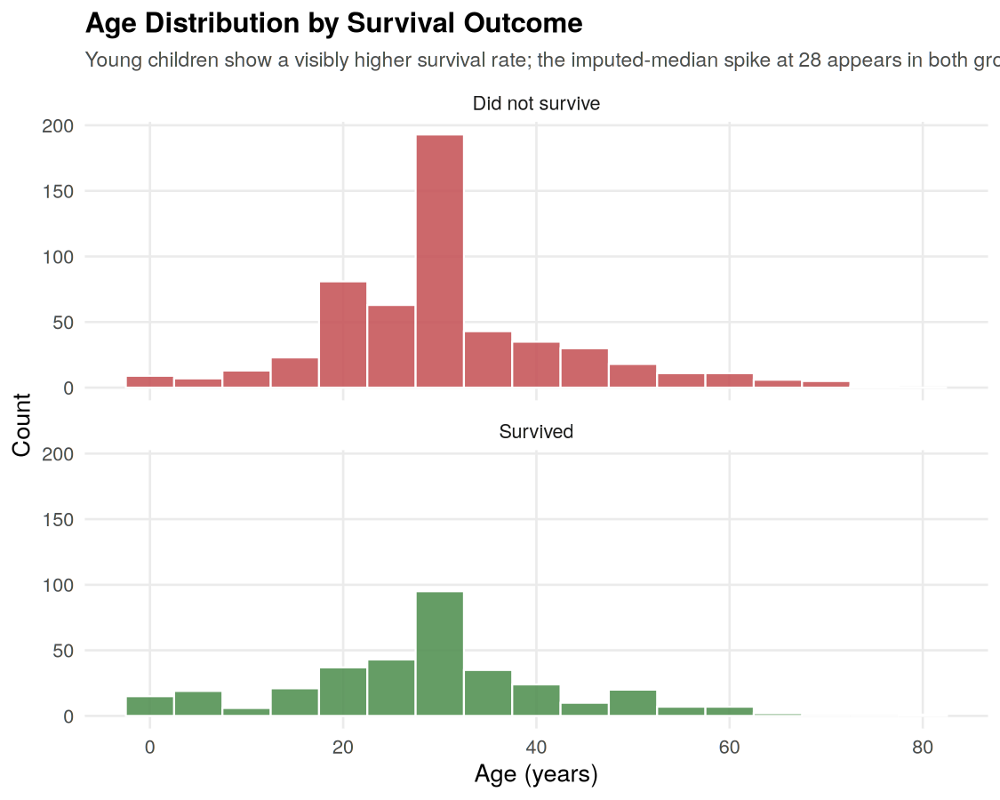 Age Distribution by Survival Outcome
Young children show a visibly higher survival rate; the imputed-median spike at 28 appears in both
Did not survive
200
150
100
50
0
Count
Survived
200
150
100
50
0
0 20 40 60 80
Age (years)